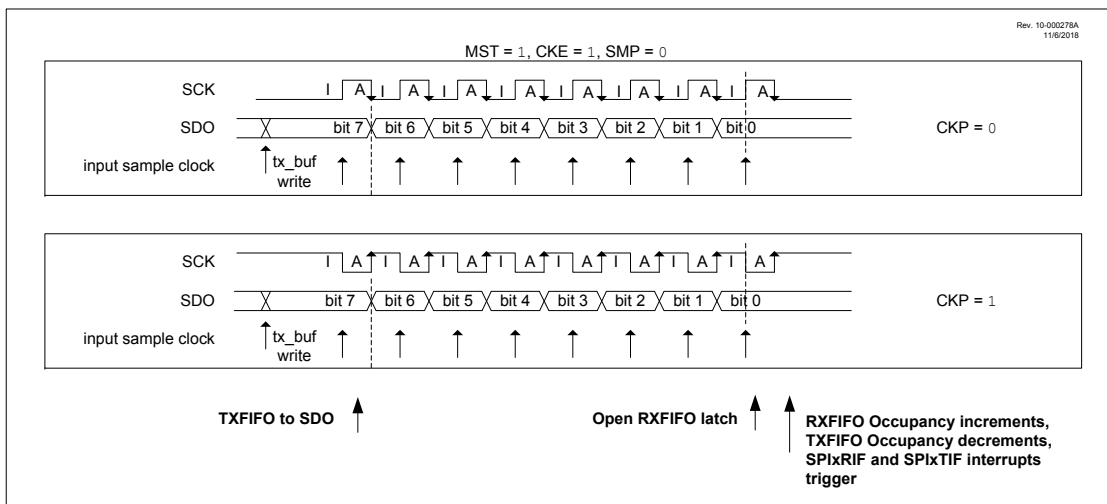 Rev. 10-000278A
11/6/2018
MST = 1, CKE = 1, SMP = 0
SCK I A I A I A I A I A I A I A I A
SDO bit 7 bit 6 bit 5 bit 4 bit 3 bit 2 bit 1 bit 0 CKP = 0
input sample clock tx_buf
write
SCK I A I A I A I A I A I A I A I A
SDO bit 7 bit 6 bit 5 bit 4 bit 3 bit 2 bit 1 bit 0 CKP = 1
input sample clock tx_buf
write
TXFIFO to SDO Open RXFIFO latch RXFIFO Occupancy increments,
TXFIFO Occupancy decrements,
SPIxRIF and SPIxTIF interrupts
trigger